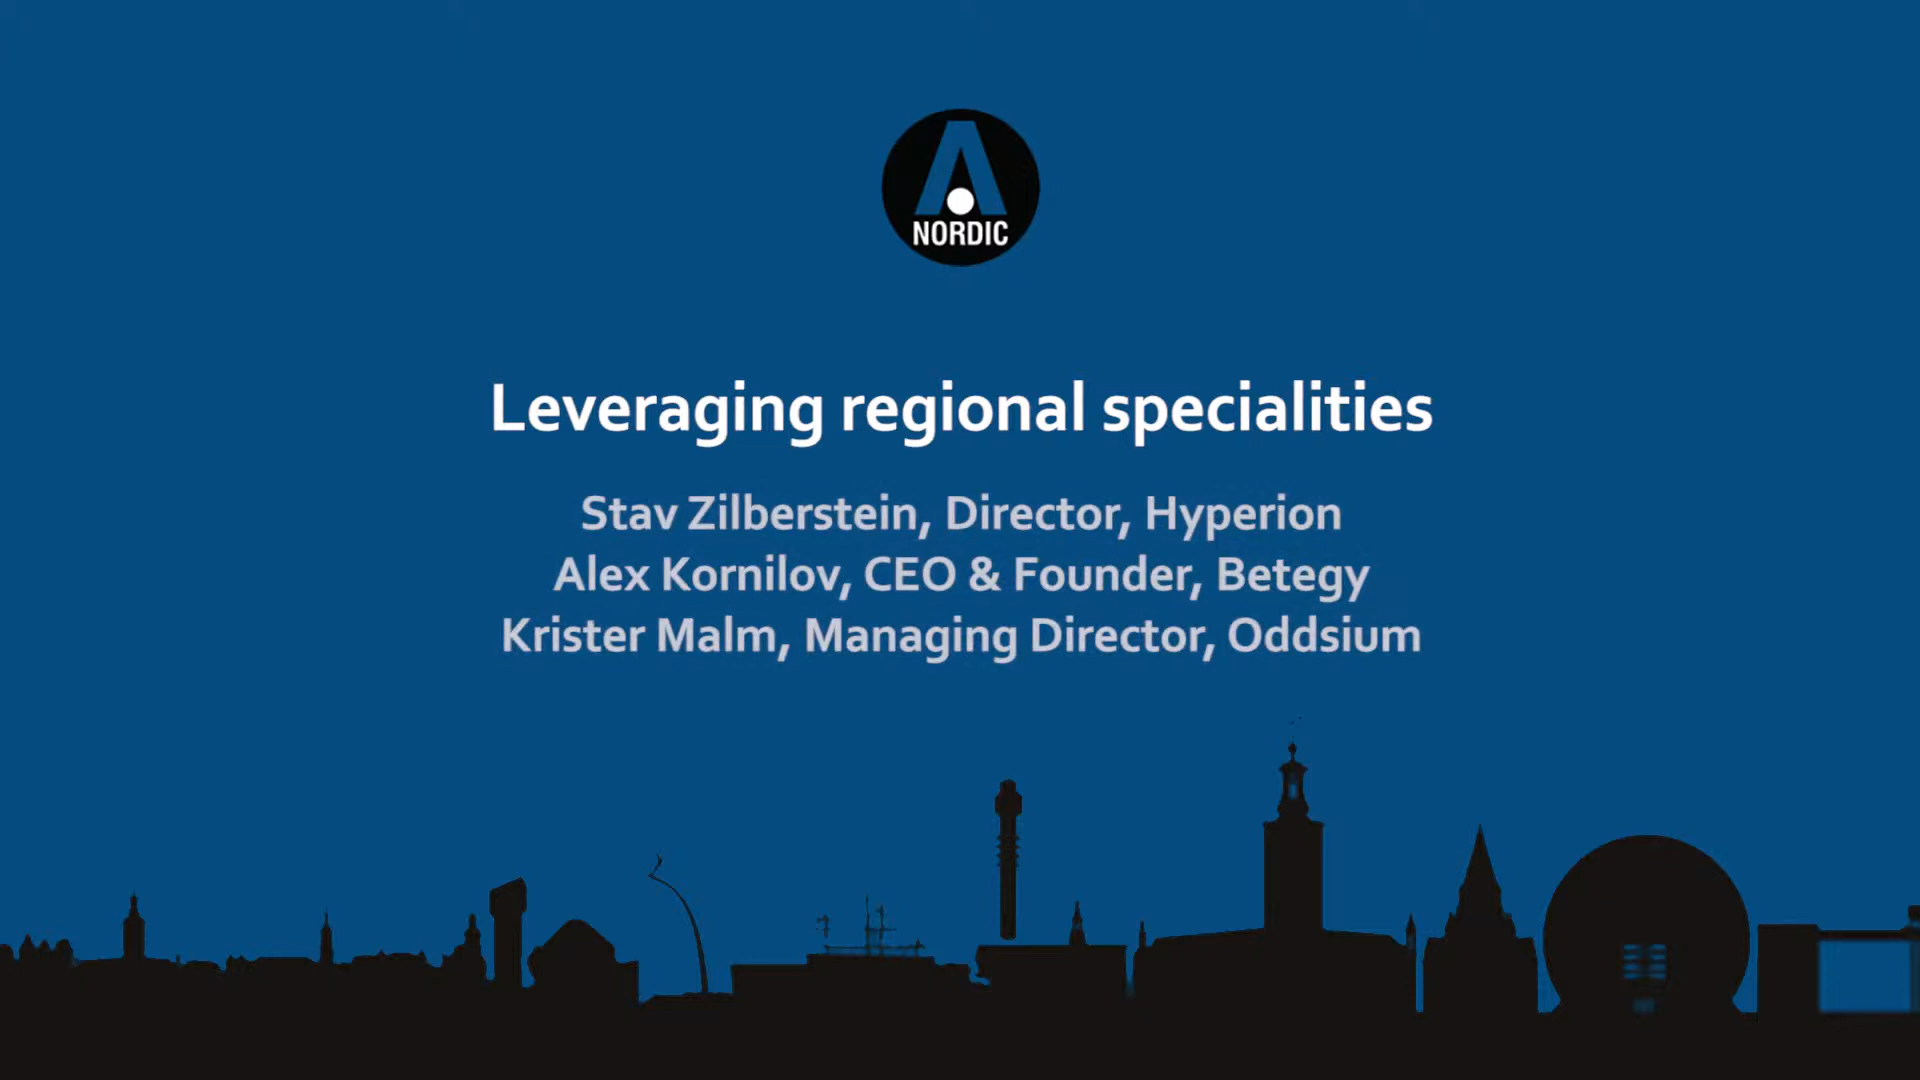 NORDIC
Leveraging regional specialities
Stav Zilberstein, Director, Hyperion
Alex Kornilov, CEO & Founder, Betegy
Krister Malm, Managing Director, Oddsium